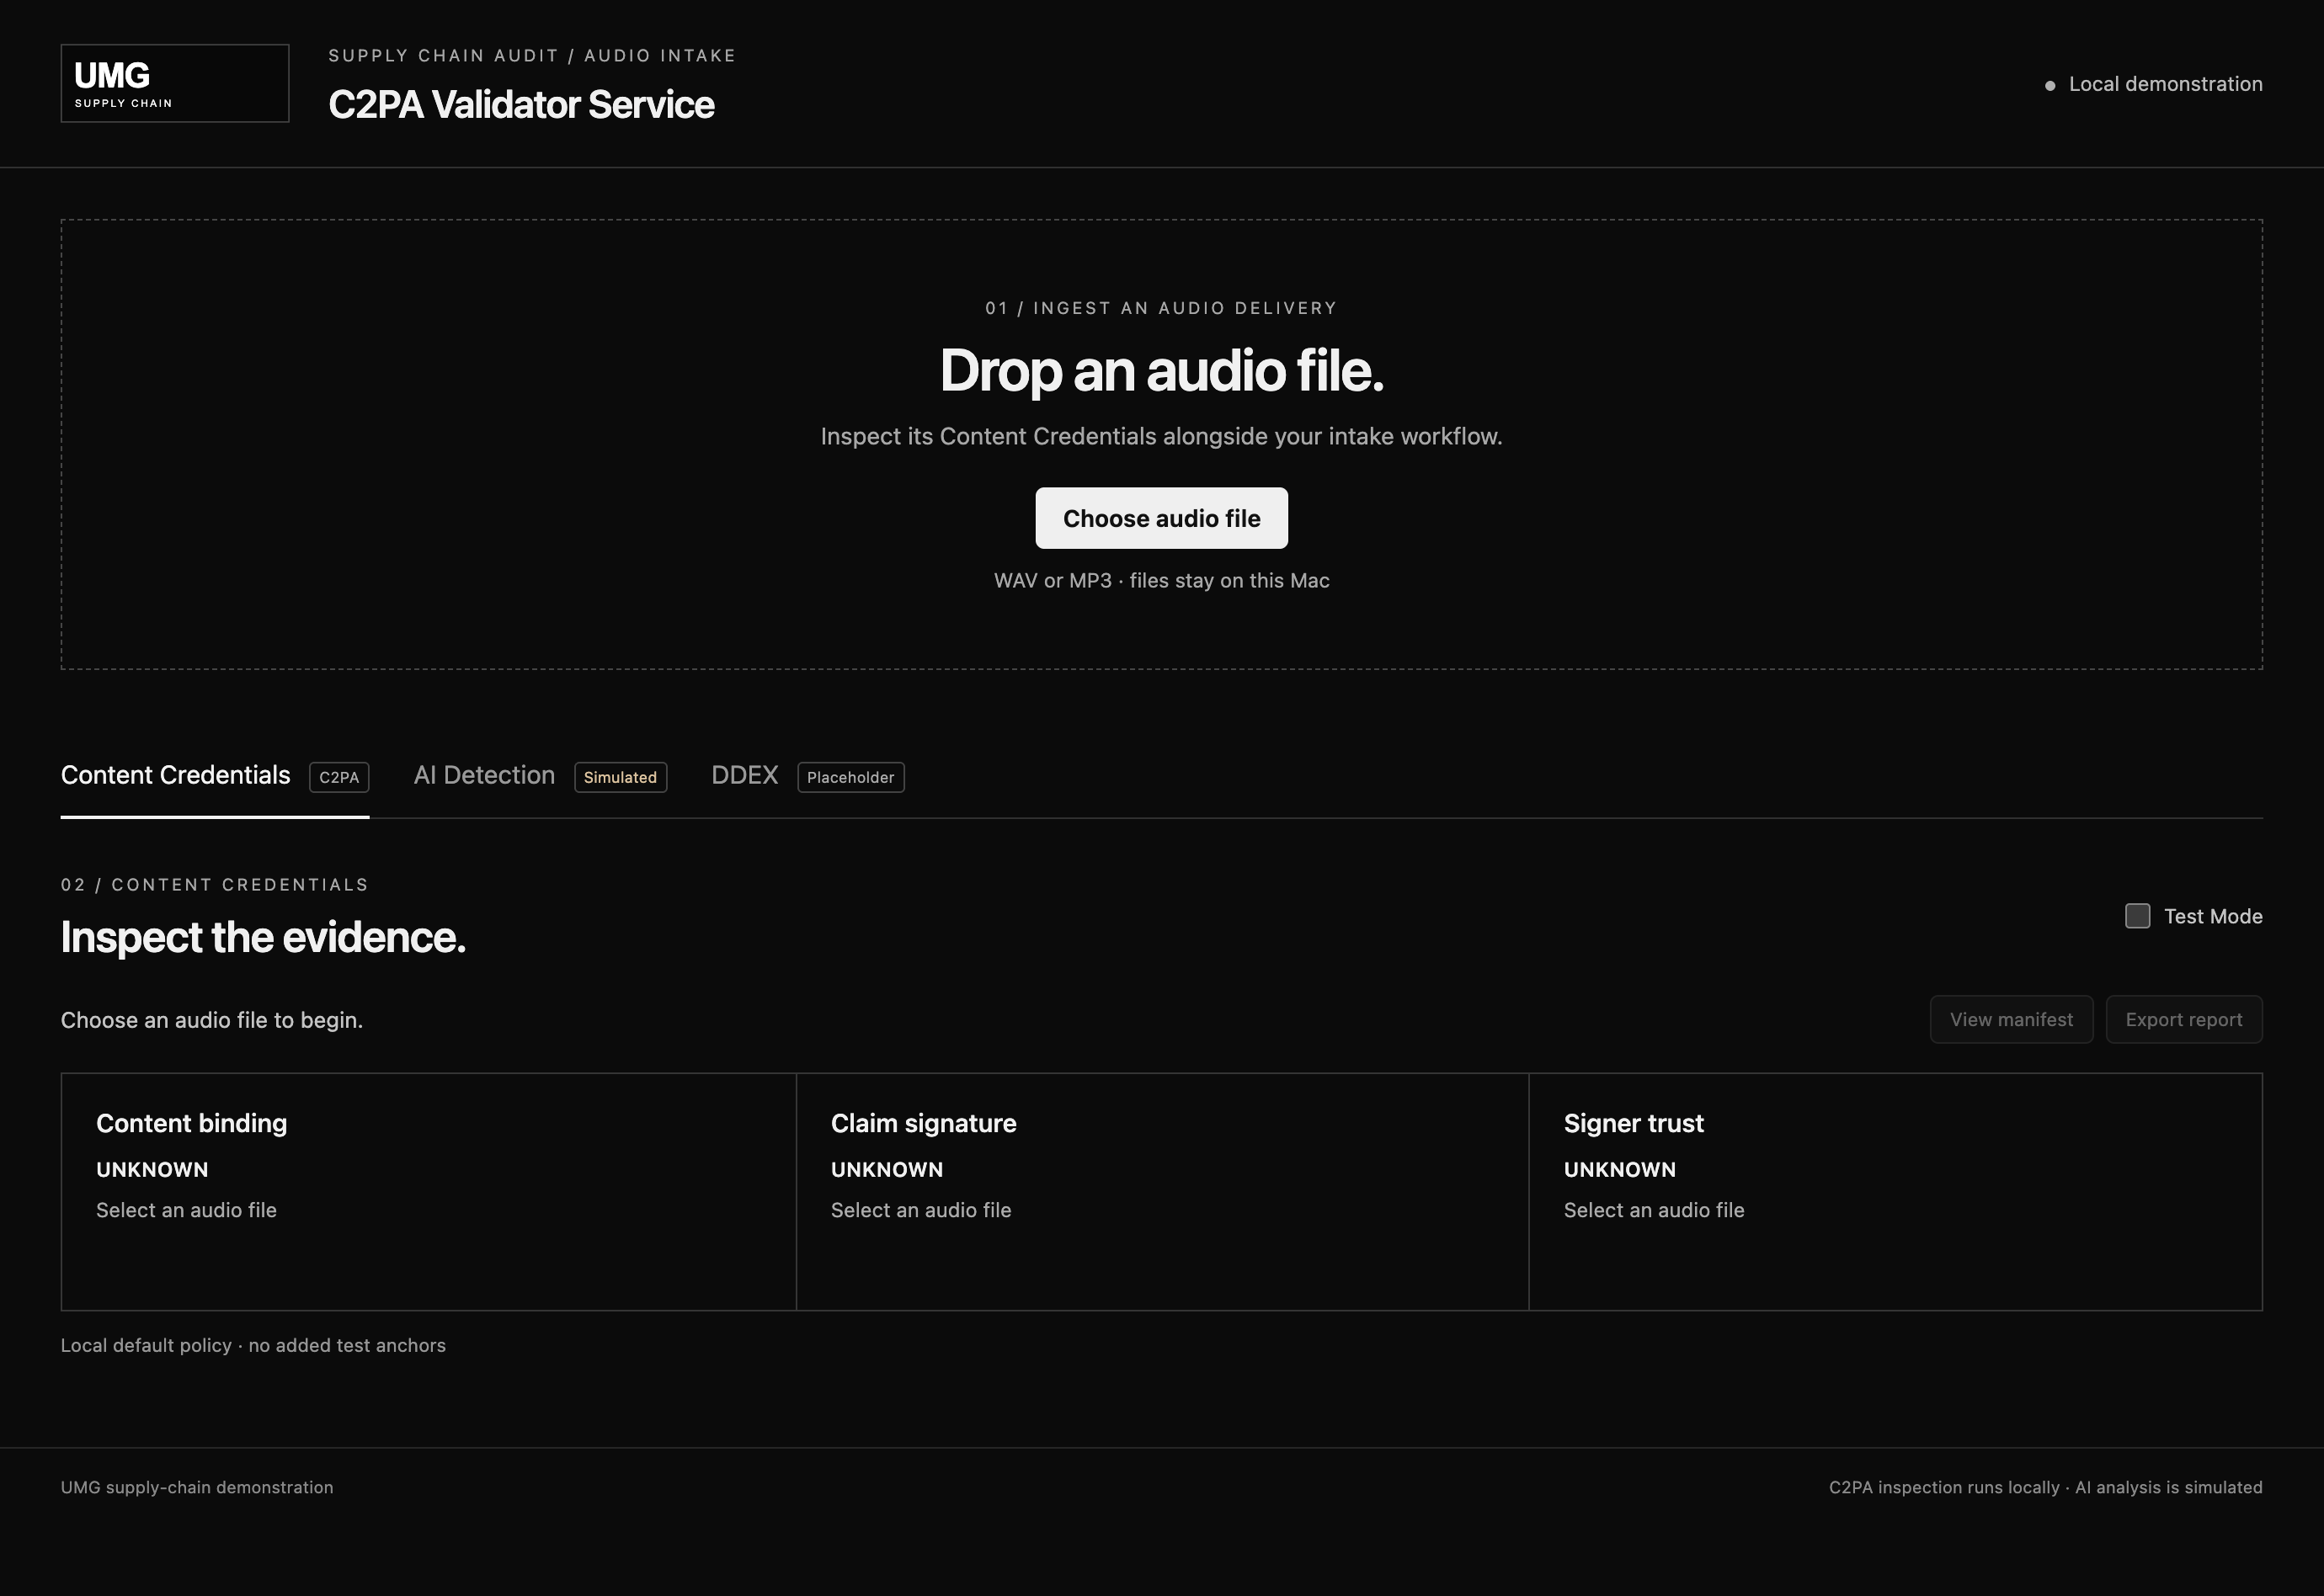 UMG
SUPPLY CHAIN
SUPPLY CHAIN AUDIT / AUDIO INTAKE
C2PA Validator Service
Local demonstration
01 / INGEST AN AUDIO DELIVERY
Drop an audio file.
Inspect its Content Credentials alongside your intake workflow.
Choose audio file
WAV or MP3 · files stay on this Mac
Content Credentials C2PA AI Detection Simulated DDEX Placeholder
02 / CONTENT CREDENTIALS
Inspect the evidence.
Test Mode
Choose an audio file to begin.
View manifest Export report
Content binding
UNKNOWN
Select an audio file
Claim signature
UNKNOWN
Select an audio file
Signer trust
UNKNOWN
Select an audio file
Local default policy · no added test anchors
UMG supply-chain demonstration
C2PA inspection runs locally · AI analysis is simulated